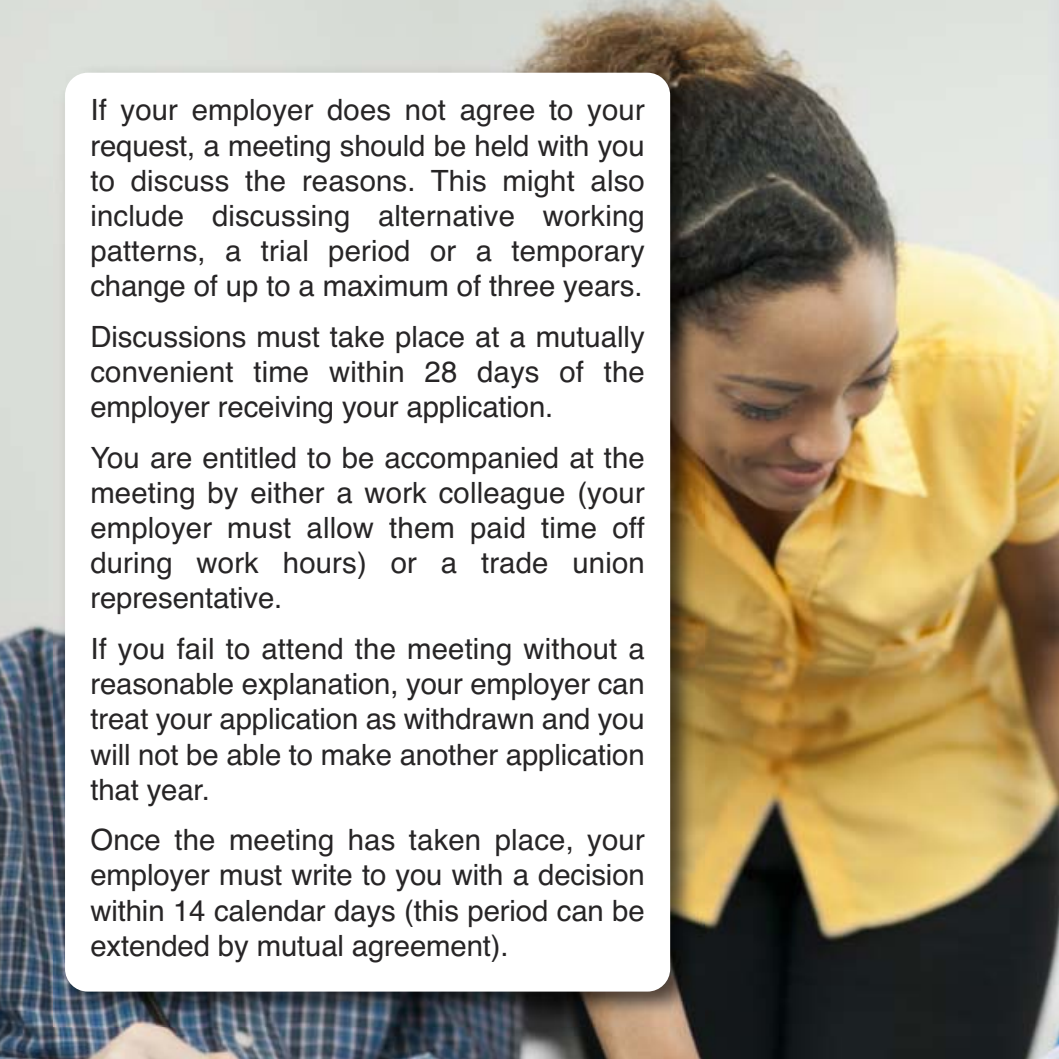 If your employer does not agree to your
request, a meeting should be held with you
to discuss the reasons. This might also
include discussing alternative working
patterns, a trial period or a temporary
change of up to a maximum of three years.
Discussions must take place at a mutually
convenient time within 28 days of the
employer receiving your application.
You are entitled to be accompanied at the
meeting by either a work colleague (your
employer must allow them paid time off
during work hours) or a trade union
representative.
If you fail to attend the meeting without a
reasonable explanation, your employer can
treat your application as withdrawn and you
will not be able to make another application
that year.
Once the meeting has taken place, your
employer must write to you with a decision
within 14 calendar days (this period can be
extended by mutual agreement).